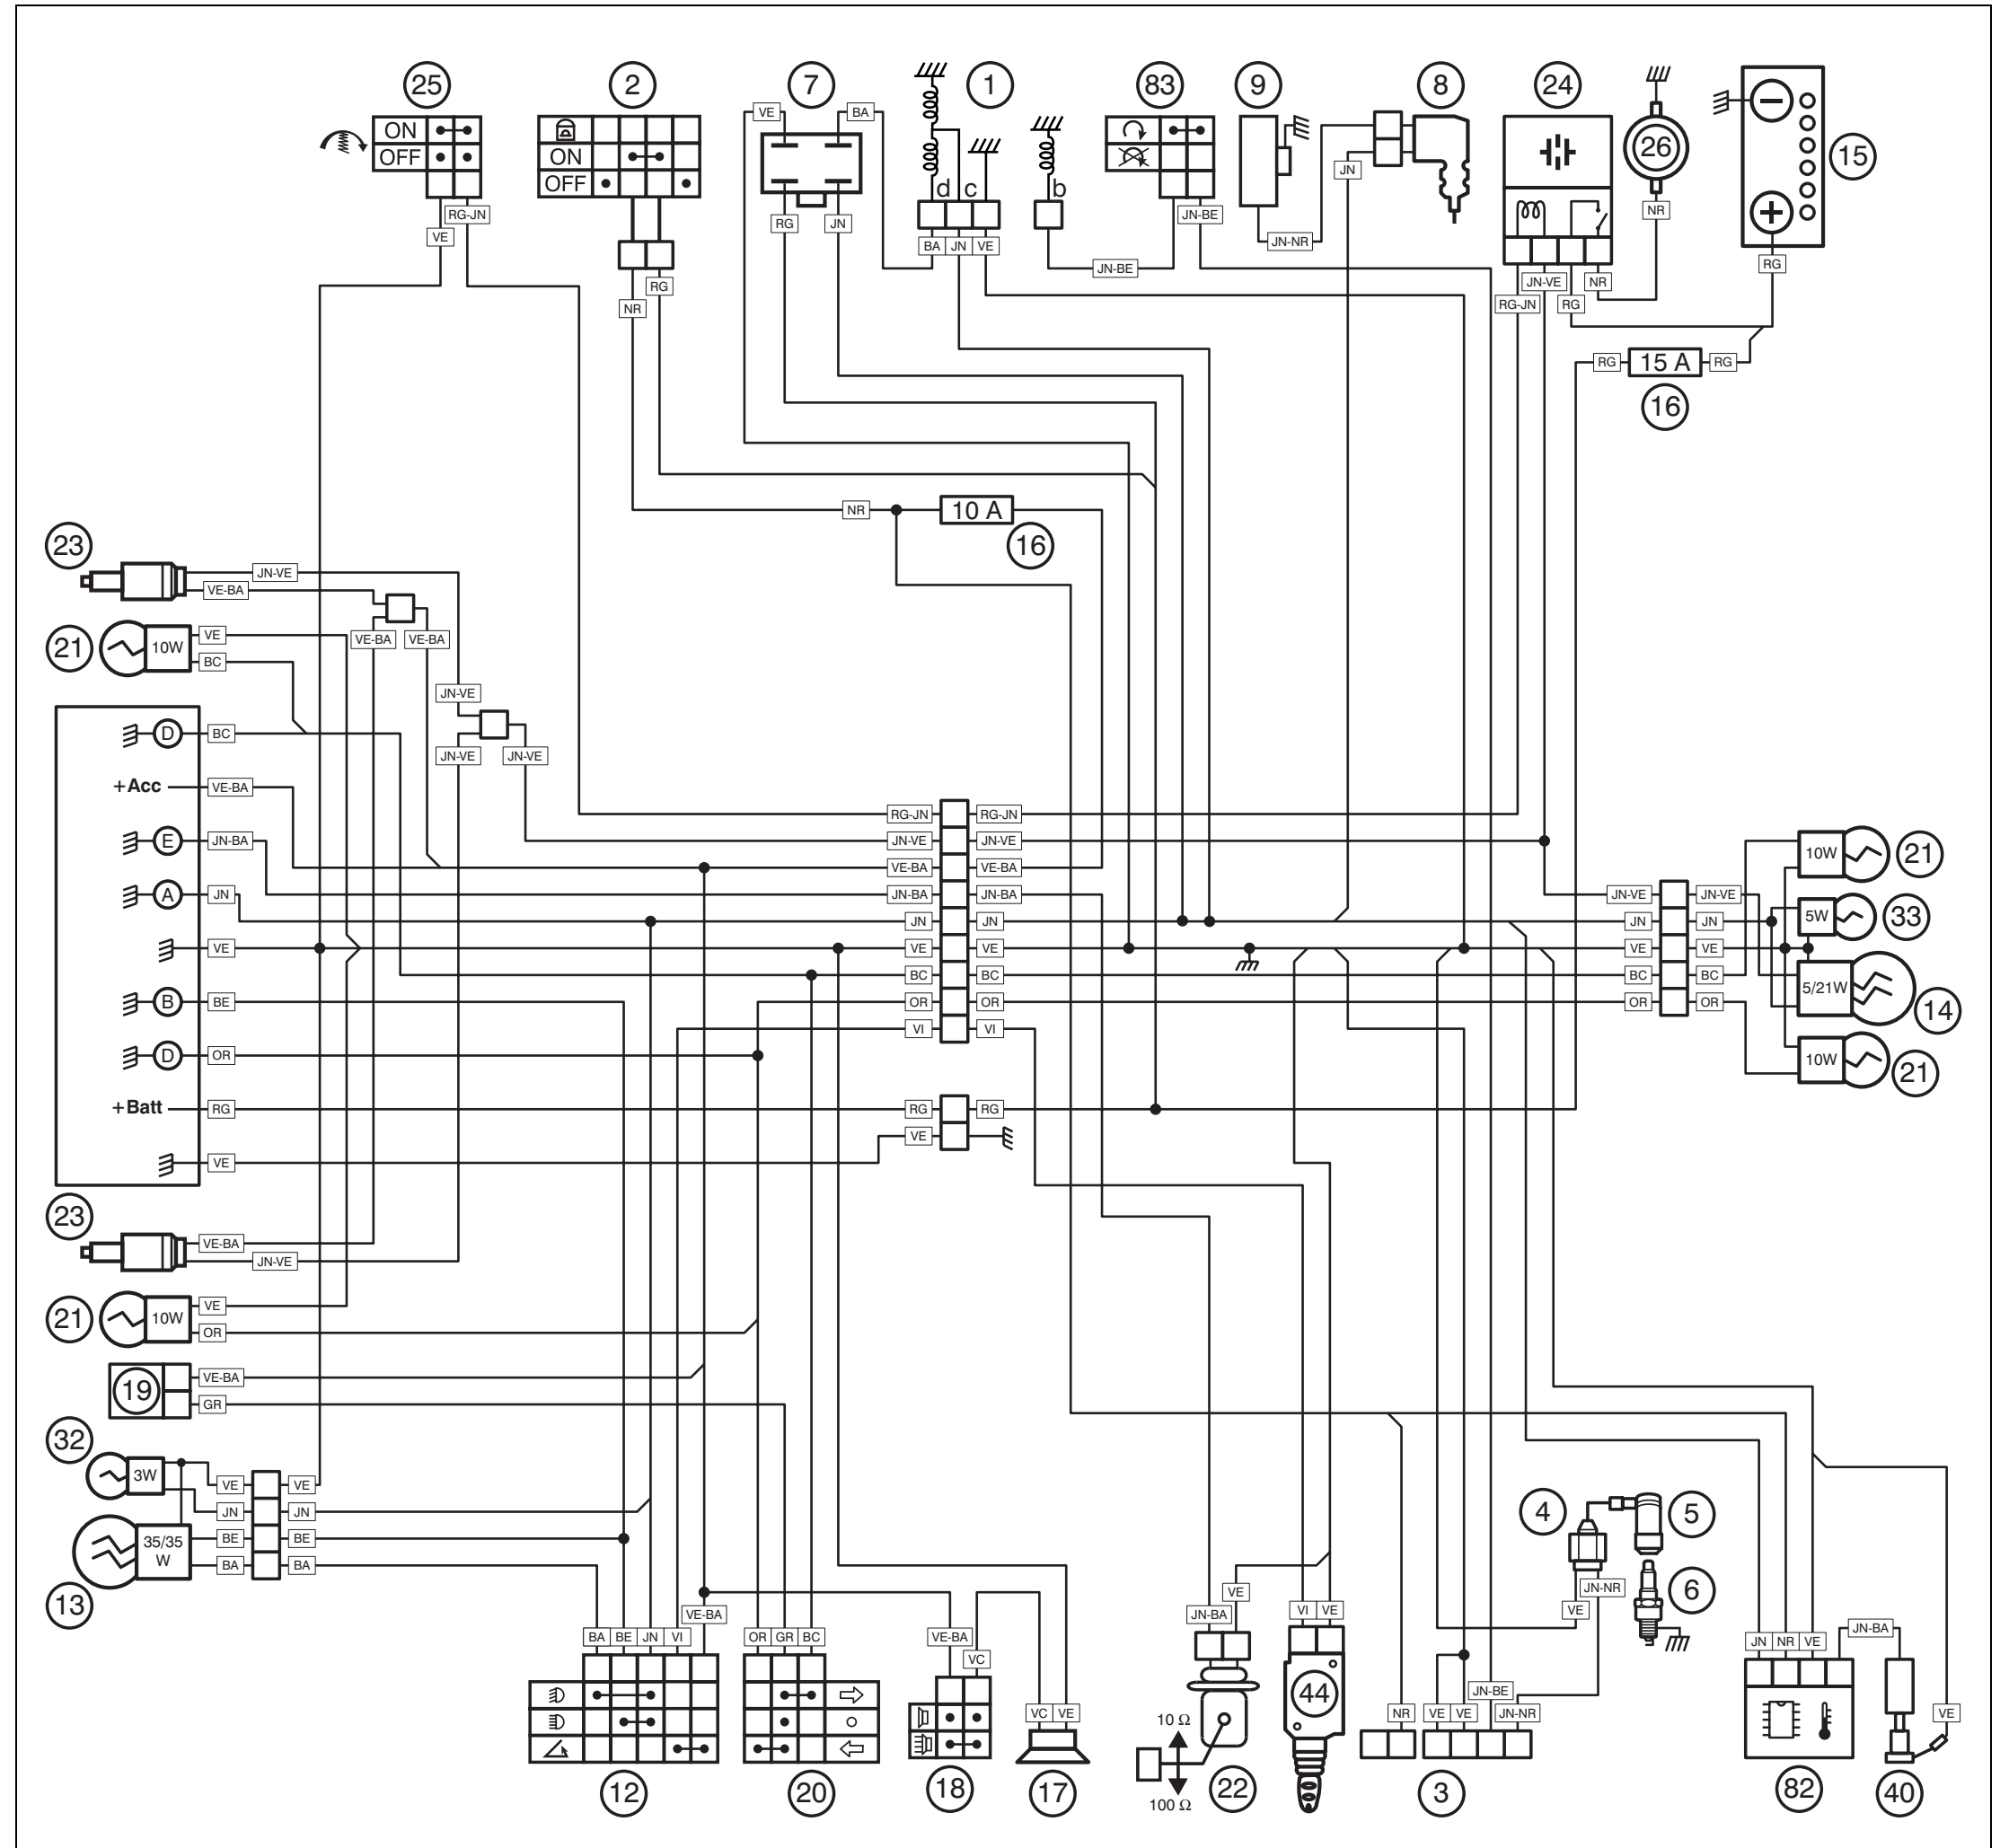 25 2 7 1 83 9 8 24 26 15
ON
OFF
ON
OFF
VE BA
d c b
RG-JN
VE
RG JN
BA JN VE
JN-BE
JN-BE
JN-NR
JN
NR
RG
NR
RG
JN-VE NR
RG-JN RG
RG 15 A RG
16
NR 10 A
16
23
JN-VE
VE-BA
VE-BA VE-BA
21 10W VE
BC
JN-VE
JN-VE JN-VE
D BC
+Acc VE-BA
E JN-BA
A JN
VE
B BE
D OR
+Batt RG
VE
RG-JN RG-JN
JN-VE JN-VE
VE-BA VE-BA
JN-BA JN-BA
JN JN
VE VE
BC BC
OR OR
VI VI
RG RG
VE
JN-VE JN-VE
JN JN
VE VE
BC BC
OR OR
10W 21
5W 33
5/21W 14
10W 21
23
VE-BA
JN-VE
21 10W VE
OR
19 VE-BA
GR
32 3W
VE VE
JN JN
35/35 W
BE BE
BA BA
13
VE-BA
BA BE JN VI
OR GR BC
VE-BA
VC
VC VE
VE
JN-BA
10 Ω
100 Ω
VI VE
44
4 5
JN-NR
VE
6
JN-BE
NR VE VE JN-NR
JN NR VE JN-BA
VE
12 20 18 17 22 3 82 40